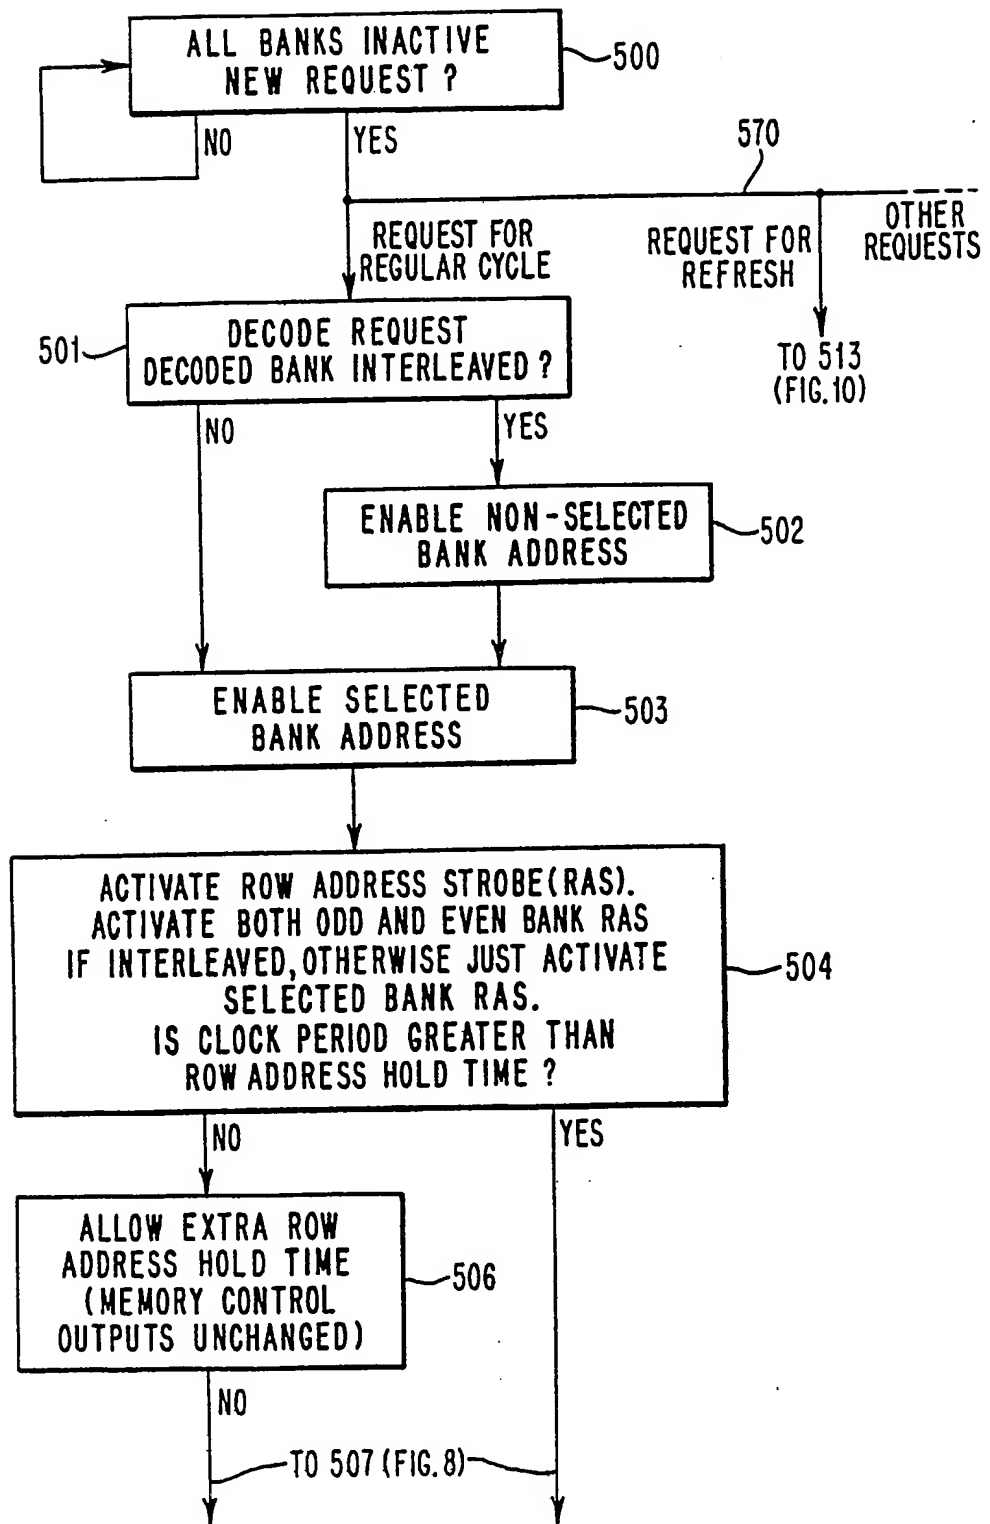 ALL BANKS INACTIVE
NEW REQUEST ?
500
NO
YES
570
REQUEST FOR
REGULAR CYCLE
REQUEST FOR
REFRESH
OTHER
REQUESTS
TO 513
(FIG. 10)
501
DECODE REQUEST
DECODED BANK INTERLEAVED ?
NO
YES
ENABLE NON-SELECTED
BANK ADDRESS
502
ENABLE SELECTED
BANK ADDRESS
503
ACTIVATE ROW ADDRESS STROBE(RAS).
ACTIVATE BOTH ODD AND EVEN BANK RAS
IF INTERLEAVED, OTHERWISE JUST ACTIVATE
SELECTED BANK RAS.
IS CLOCK PERIOD GREATER THAN
ROW ADDRESS HOLD TIME ?
504
NO
YES
ALLOW EXTRA ROW
ADDRESS HOLD TIME
(MEMORY CONTROL
OUTPUTS UNCHANGED)
506
NO
TO 507 (FIG. 8)